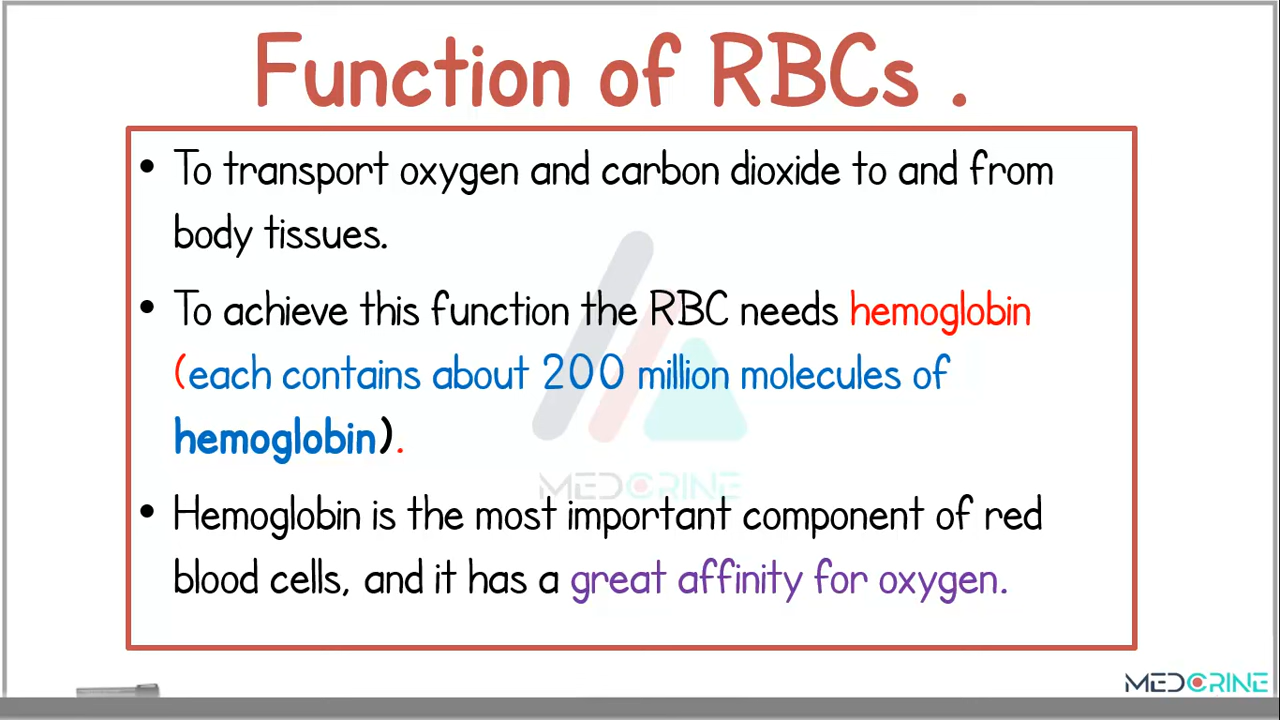 Function of RBCs .
• To transport oxygen and carbon dioxide to and from
body tissues.
• To achieve this function the RBC needs hemoglobin
(each contains about 200 million molecules of
hemoglobin).
• Hemoglobin is the most important component of red
blood cells, and it has a great affinity for oxygen.
MEDCRINE
MEDCRINE